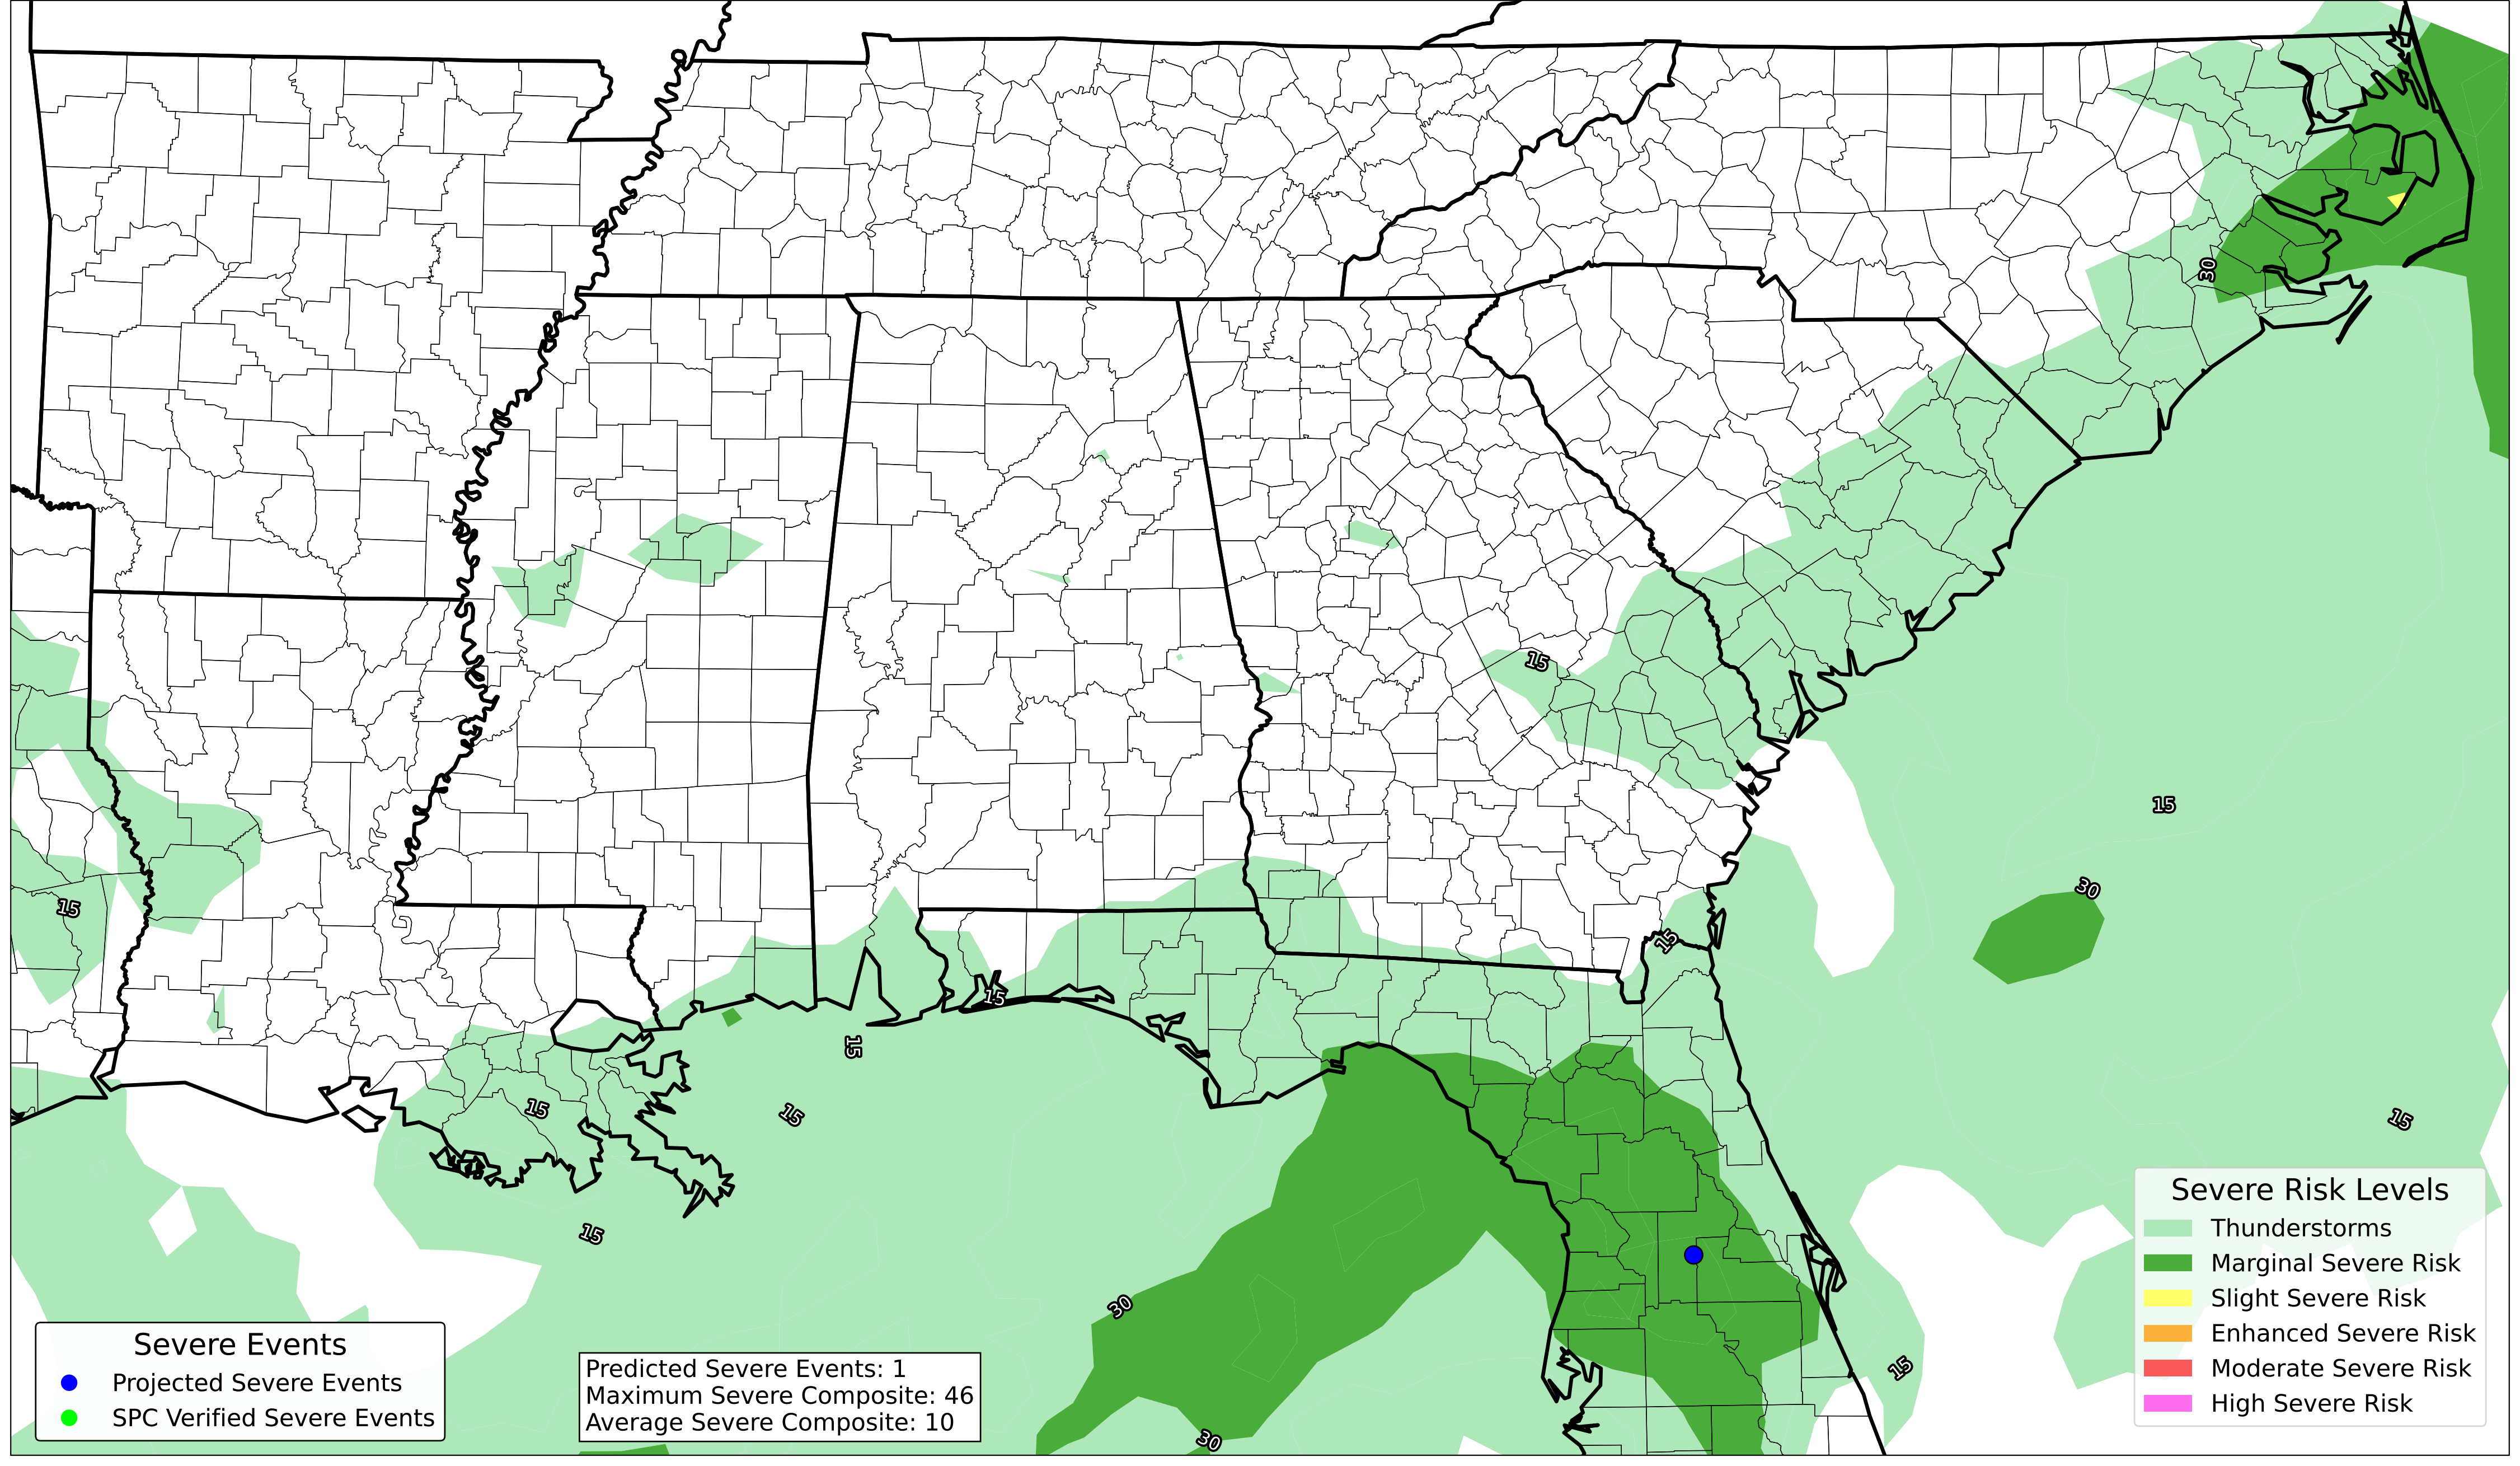 30
15
15
30
15
15
15
15
15
15
15
15
30
15
30
Severe Events
Projected Severe Events
SPC Verified Severe Events
Predicted Severe Events: 1
Maximum Severe Composite: 46
Average Severe Composite: 10
Severe Risk Levels
Thunderstorms
Marginal Severe Risk
Slight Severe Risk
Enhanced Severe Risk
Moderate Severe Risk
High Severe Risk